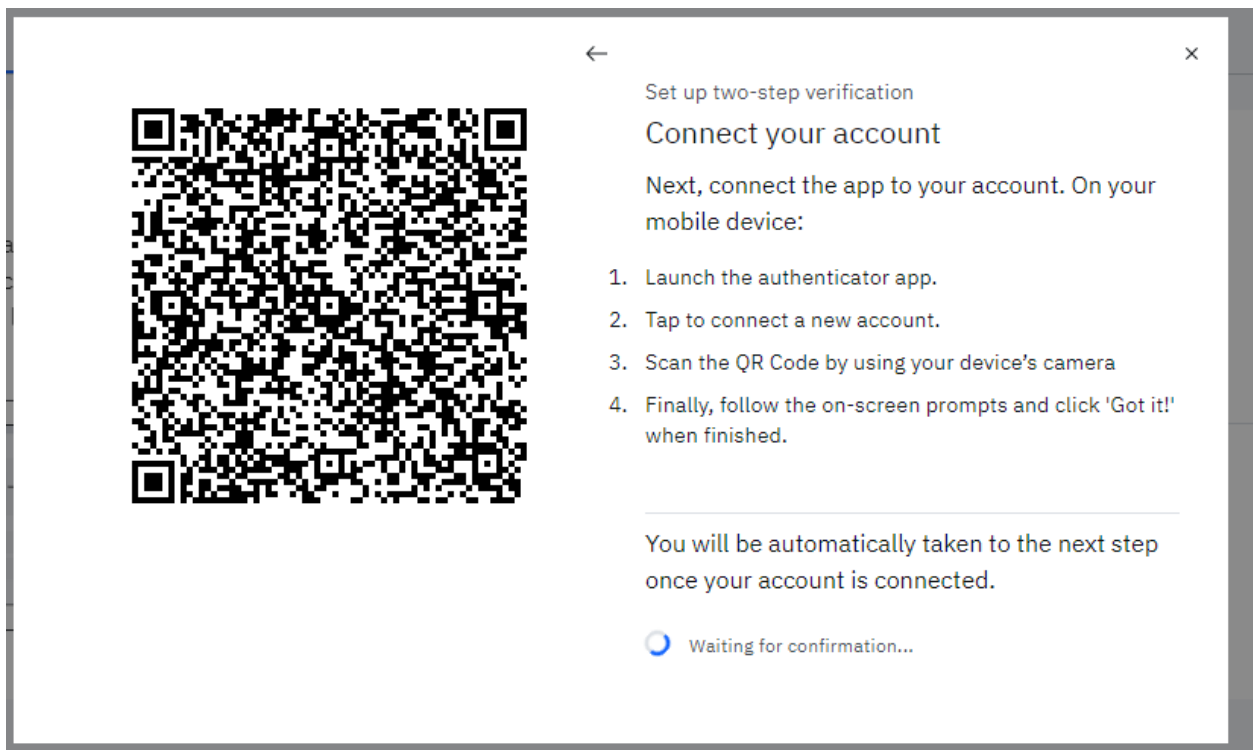 Set up two-step verification
Connect your account
Next, connect the app to your account. On your
mobile device:
1. Launch the authenticator app.
2. Tap to connect a new account.
3. Scan the QR Code by using your device’s camera
4. Finally, follow the on-screen prompts and click 'Got it!'
when finished.
You will be automatically taken to the next step
once your account is connected.
Waiting for confirmation...